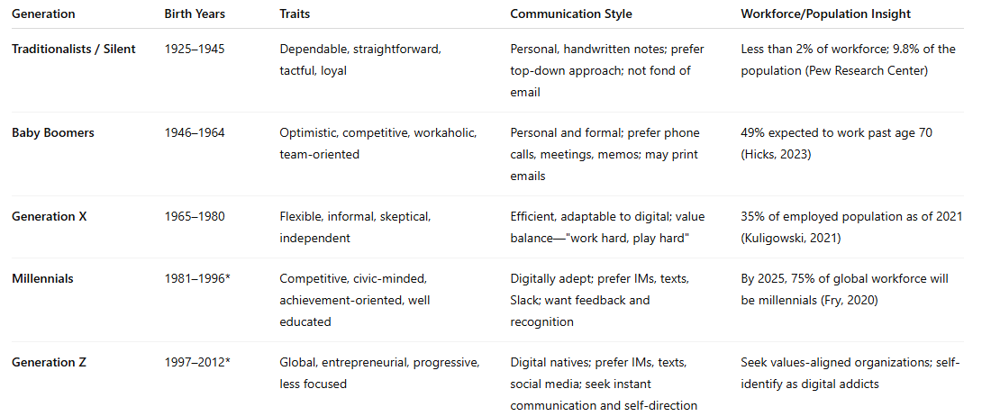 Generation Birth Years Traits Communication Style Workforce/Population Insight
Traditionalists / Silent 1925–1945 Dependable, straightforward, Personal, handwritten notes; prefer Less than 2% of workforce; 9.8% of the
tactful, loyal top-down approach; not fond of population (Pew Research Center)
email
Baby Boomers 1946–1964 Optimistic, competitive, workaholic, Personal and formal; prefer phone 49% expected to work past age 70
team-oriented calls, meetings, memos; may print (Hicks, 2023)
emails
Generation X 1965–1980 Flexible, informal, skeptical, Efficient, adaptable to digital; value 35% of employed population as of 2021
independent balance—"work hard, play hard" (Kuligowski, 2021)
Millennials 1981–1996* Competitive, civic-minded, Digitally adept; prefer IMs, texts, By 2025, 75% of global workforce will
achievement-oriented, well Slack; want feedback and be millennials (Fry, 2020)
educated recognition
Generation Z 1997–2012* Global, entrepreneurial, progressive, Digital natives; prefer IMs, texts, Seek values-aligned organizations; self-
less focused social media; seek instant identify as digital addicts
communication and self-direction